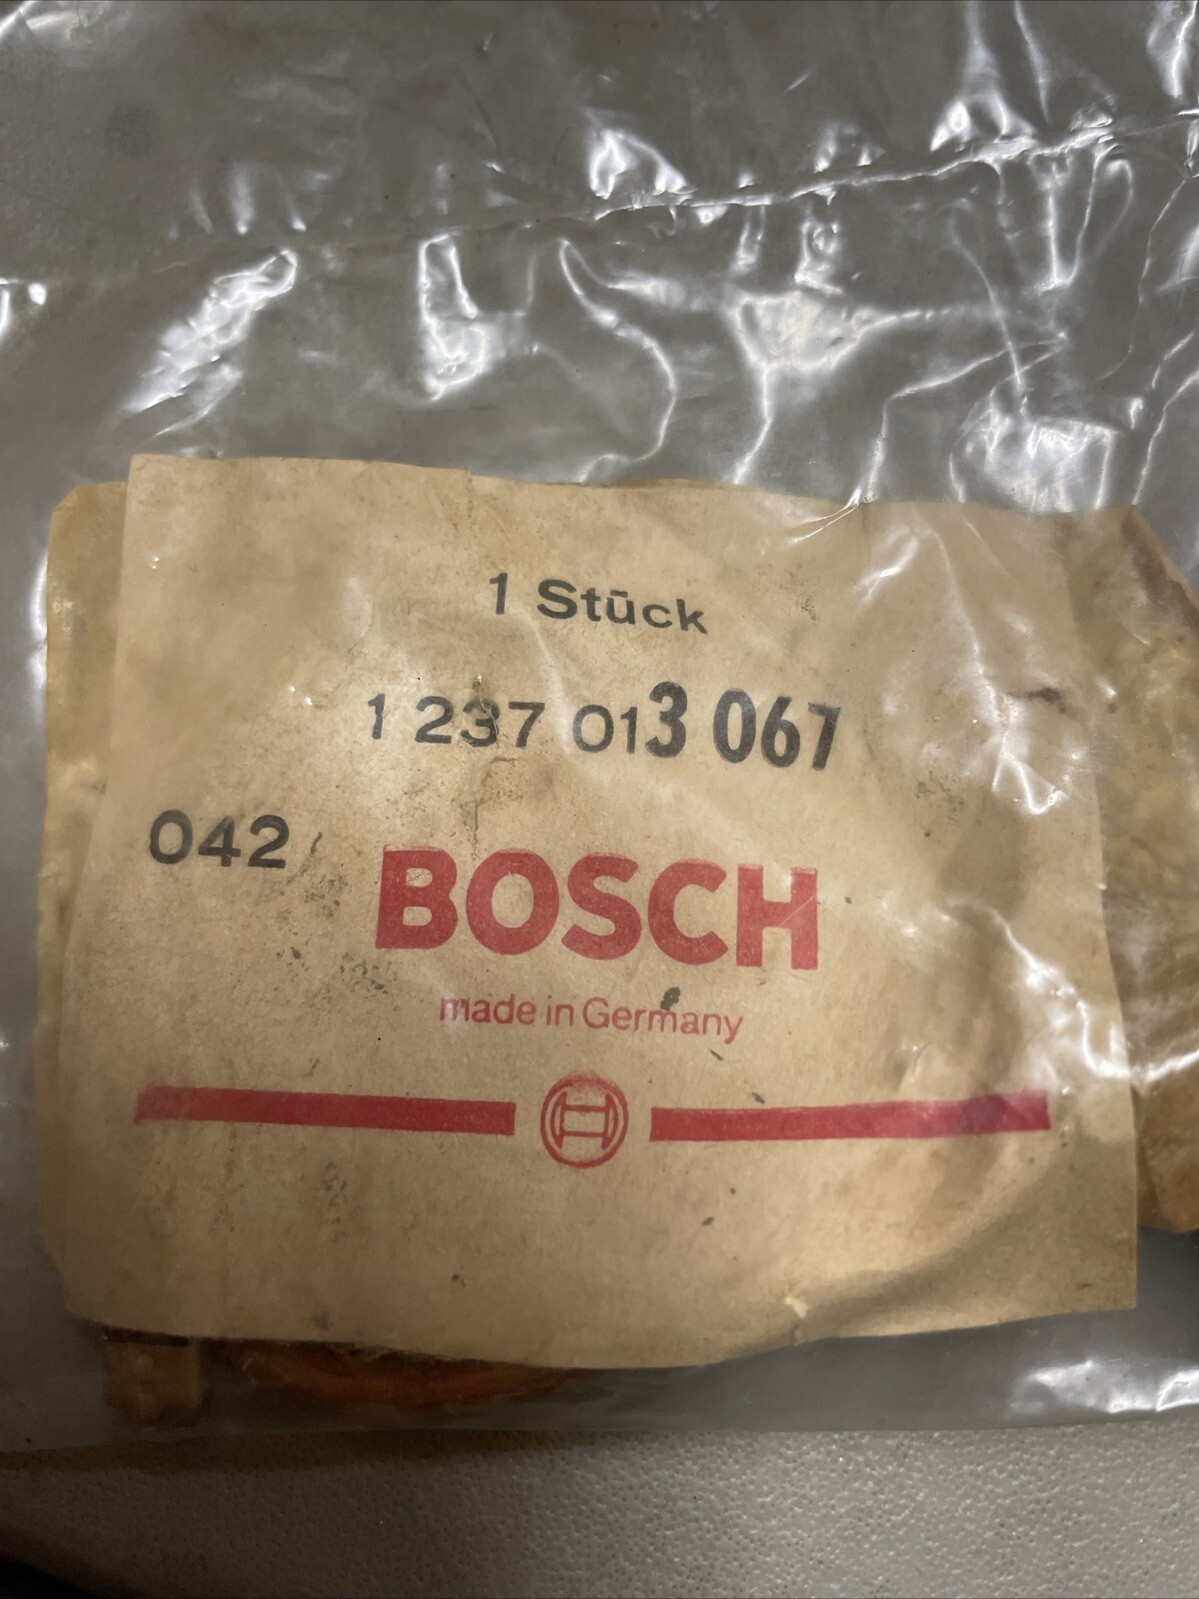 1 Stück
1 237 013 067
042
BOSCH
made in Germany